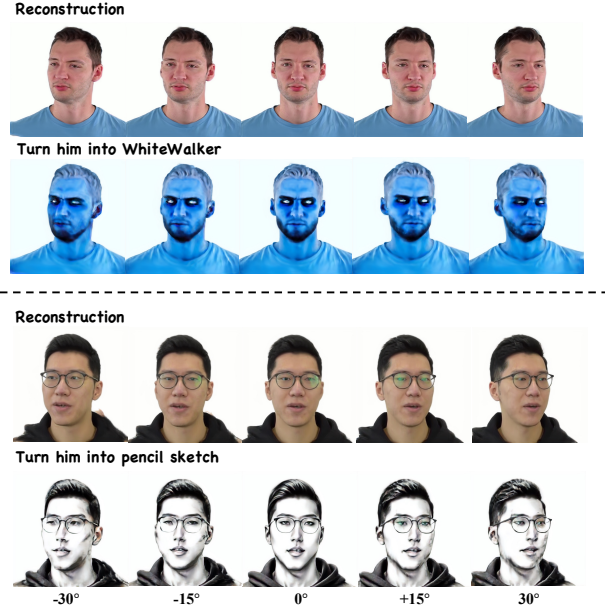 Reconstruction
Turn him into WhiteWalker
Reconstruction
Turn him into pencil sketch
-30° -15° 0° +15° 30°